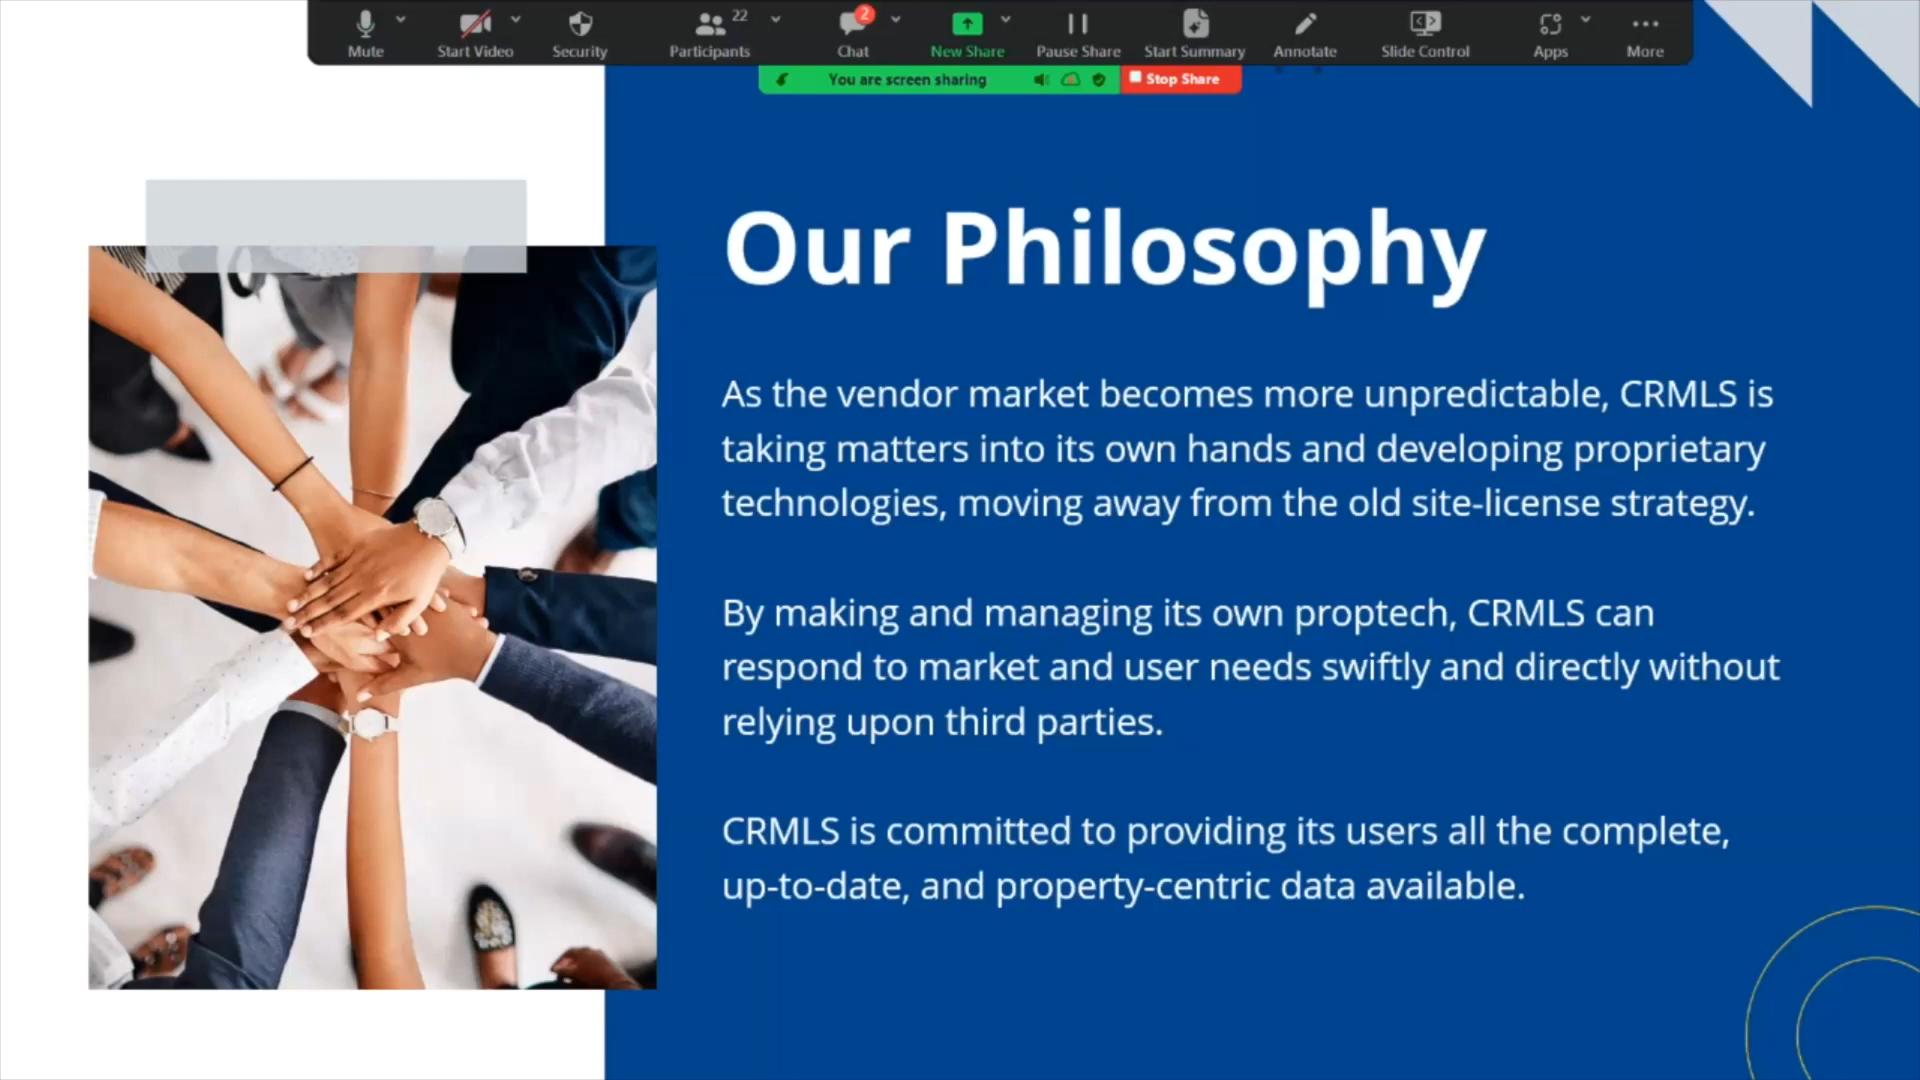 22
2
Mute
Start Video
Security
Participants
Chat
New Share
Pause Share
Start Summary
Annotate
Slide Control
Apps
More
You are screen sharing
Stop Share
Our Philosophy
As the vendor market becomes more unpredictable, CRMLS is
taking matters into its own hands and developing proprietary
technologies, moving away from the old site-license strategy.
By making and managing its own proptech, CRMLS can
respond to market and user needs swiftly and directly without
relying upon third parties.
CRMLS is committed to providing its users all the complete,
up-to-date, and property-centric data available.